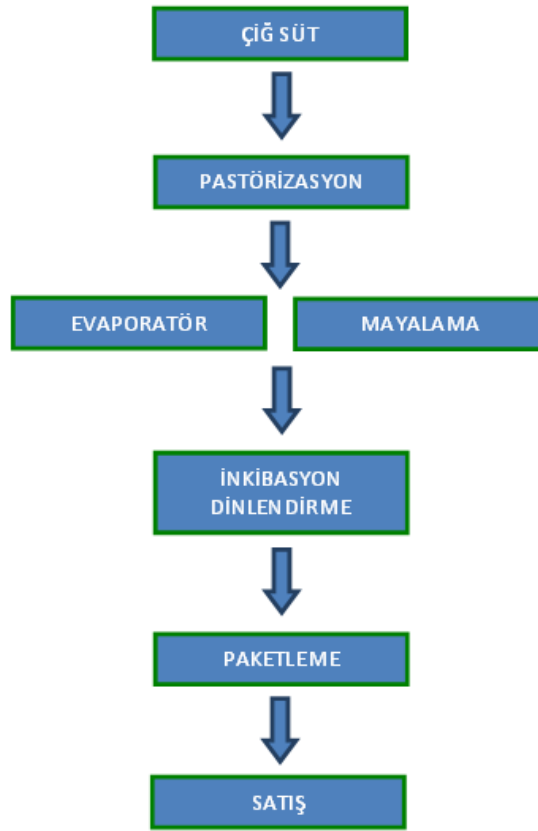 ÇİĞ SÜT
PASTÖRİZASYON
EVAPORATÖR
MAYALAMA
İNKİBASYON
DİNLENDİRME
PAKETLEME
SATIŞ